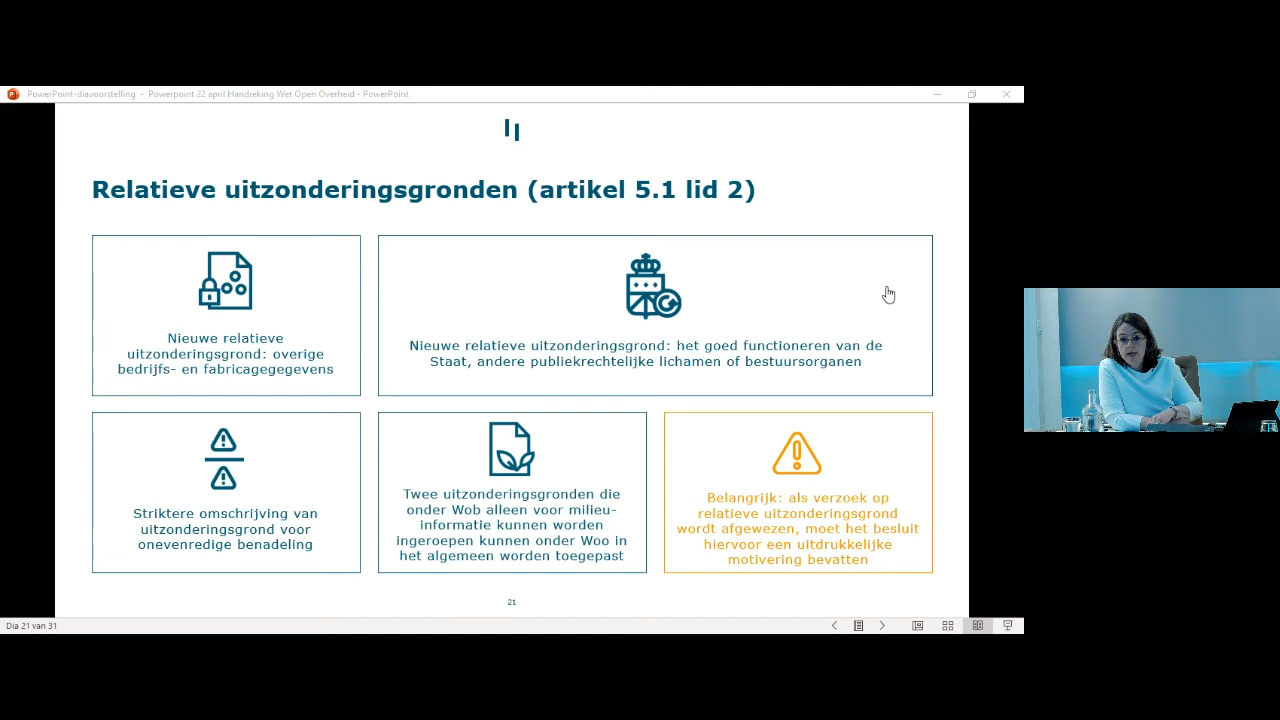 PowerPoint-diavoorstelling - Powerpoint 22 april Handreking Wet Open Overheid - PowerPoint
Relatieve uitzonderingsgronden (artikel 5.1 lid 2)
Nieuwe relatieve
uitzonderingsgrond: overige
bedrijfs- en fabricagegegevens
Nieuwe relatieve uitzonderingsgrond: het goed functioneren van de
Staat, andere publiekrechtelijke lichamen of bestuursorganen
Striktere omschrijving van
uitzonderingsgrond voor
onevenredige benadeling
Twee uitzonderingsgronden die
onder Wob alleen voor milieu-
informatie kunnen worden
ingeroepen kunnen onder Woo in
het algemeen worden toegepast
Belangrijk: als verzoek op
relatieve uitzonderingsgrond
wordt afgewezen, moet het besluit
hiervoor een uitdrukkelijke
motivering bevatten
21
Dia 21 van 31